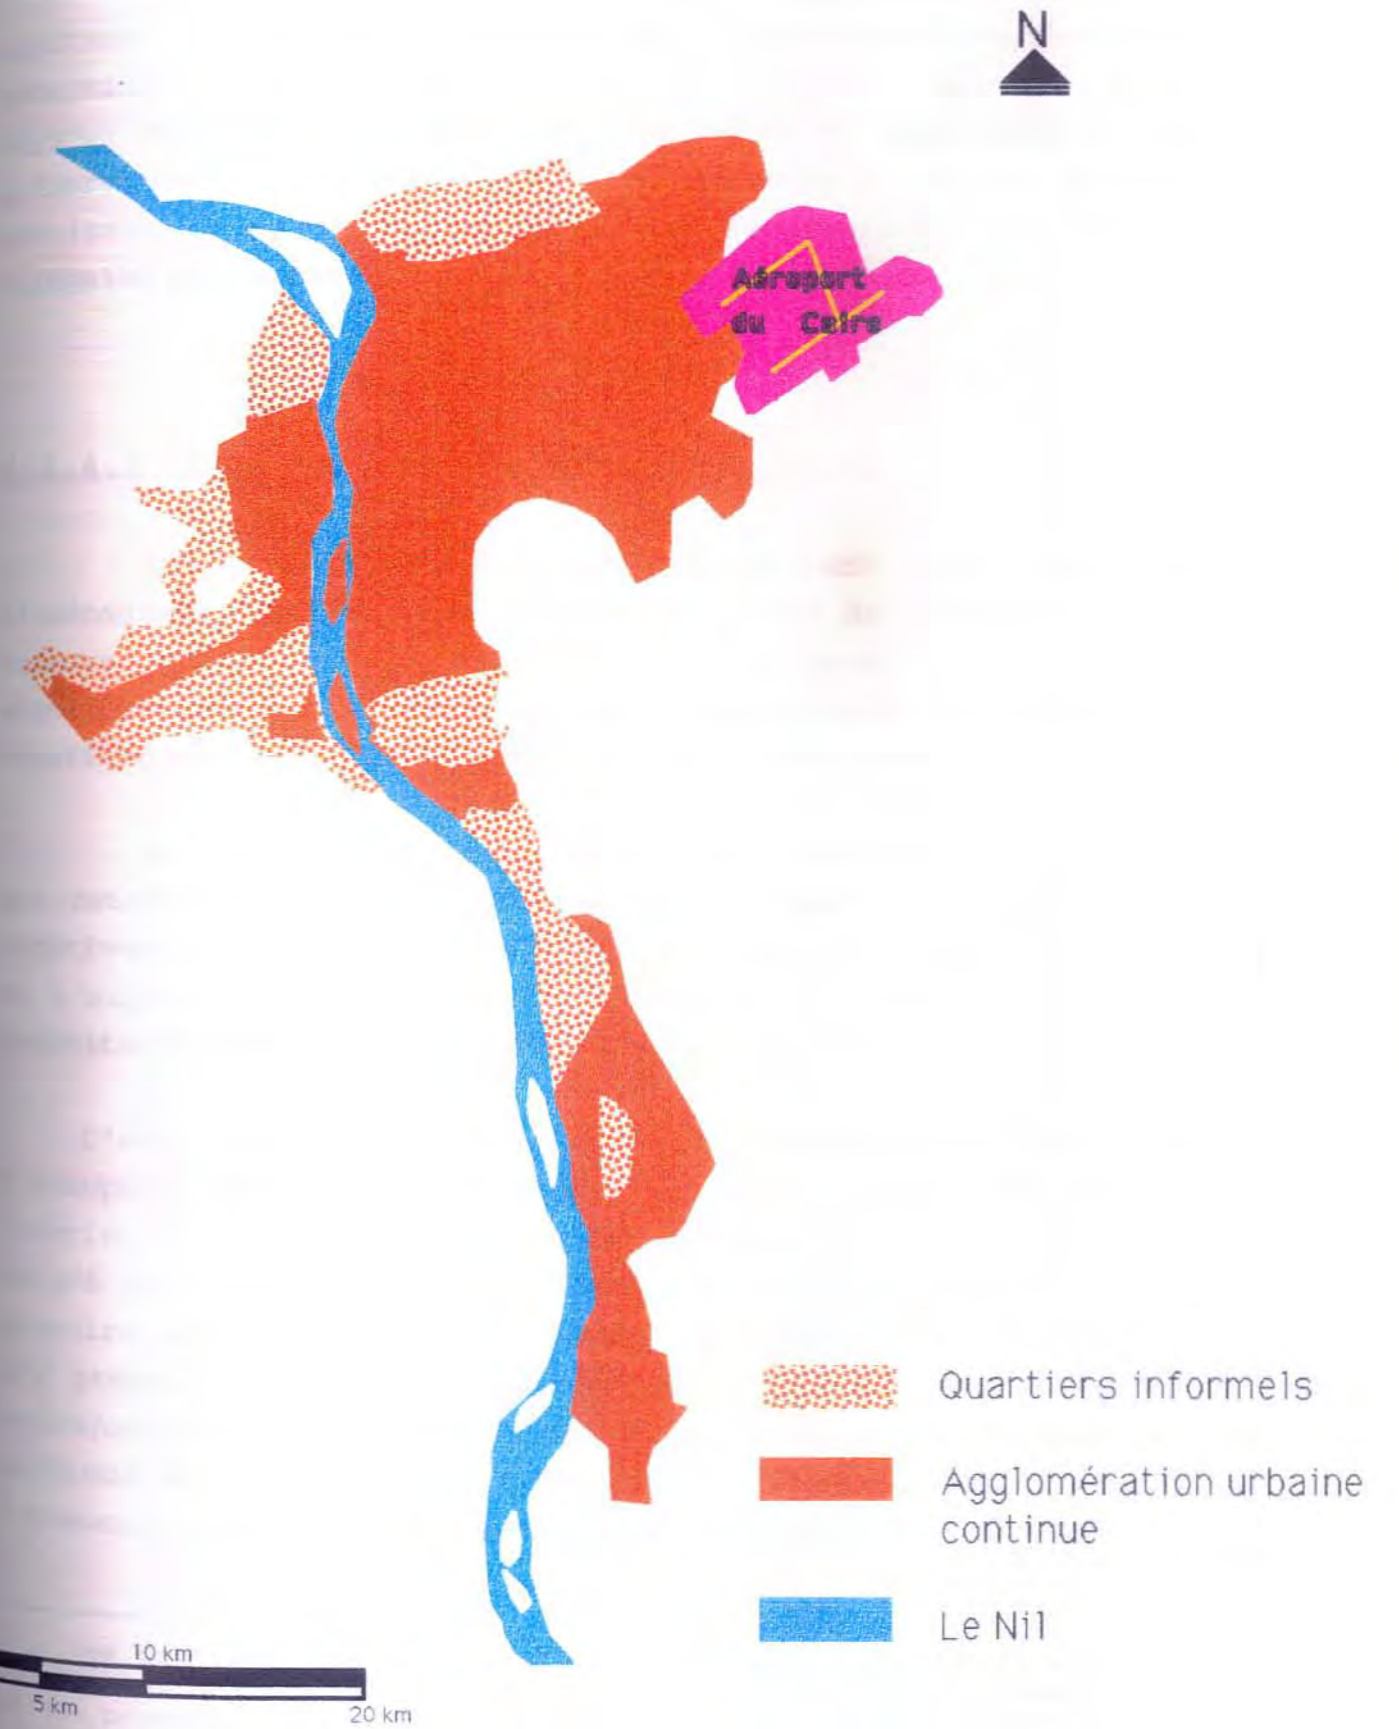 N
Aéroport
du Caire
Quartiers informels
Agglomération urbaine
continue
Le Nil
10 km
5 km
20 km